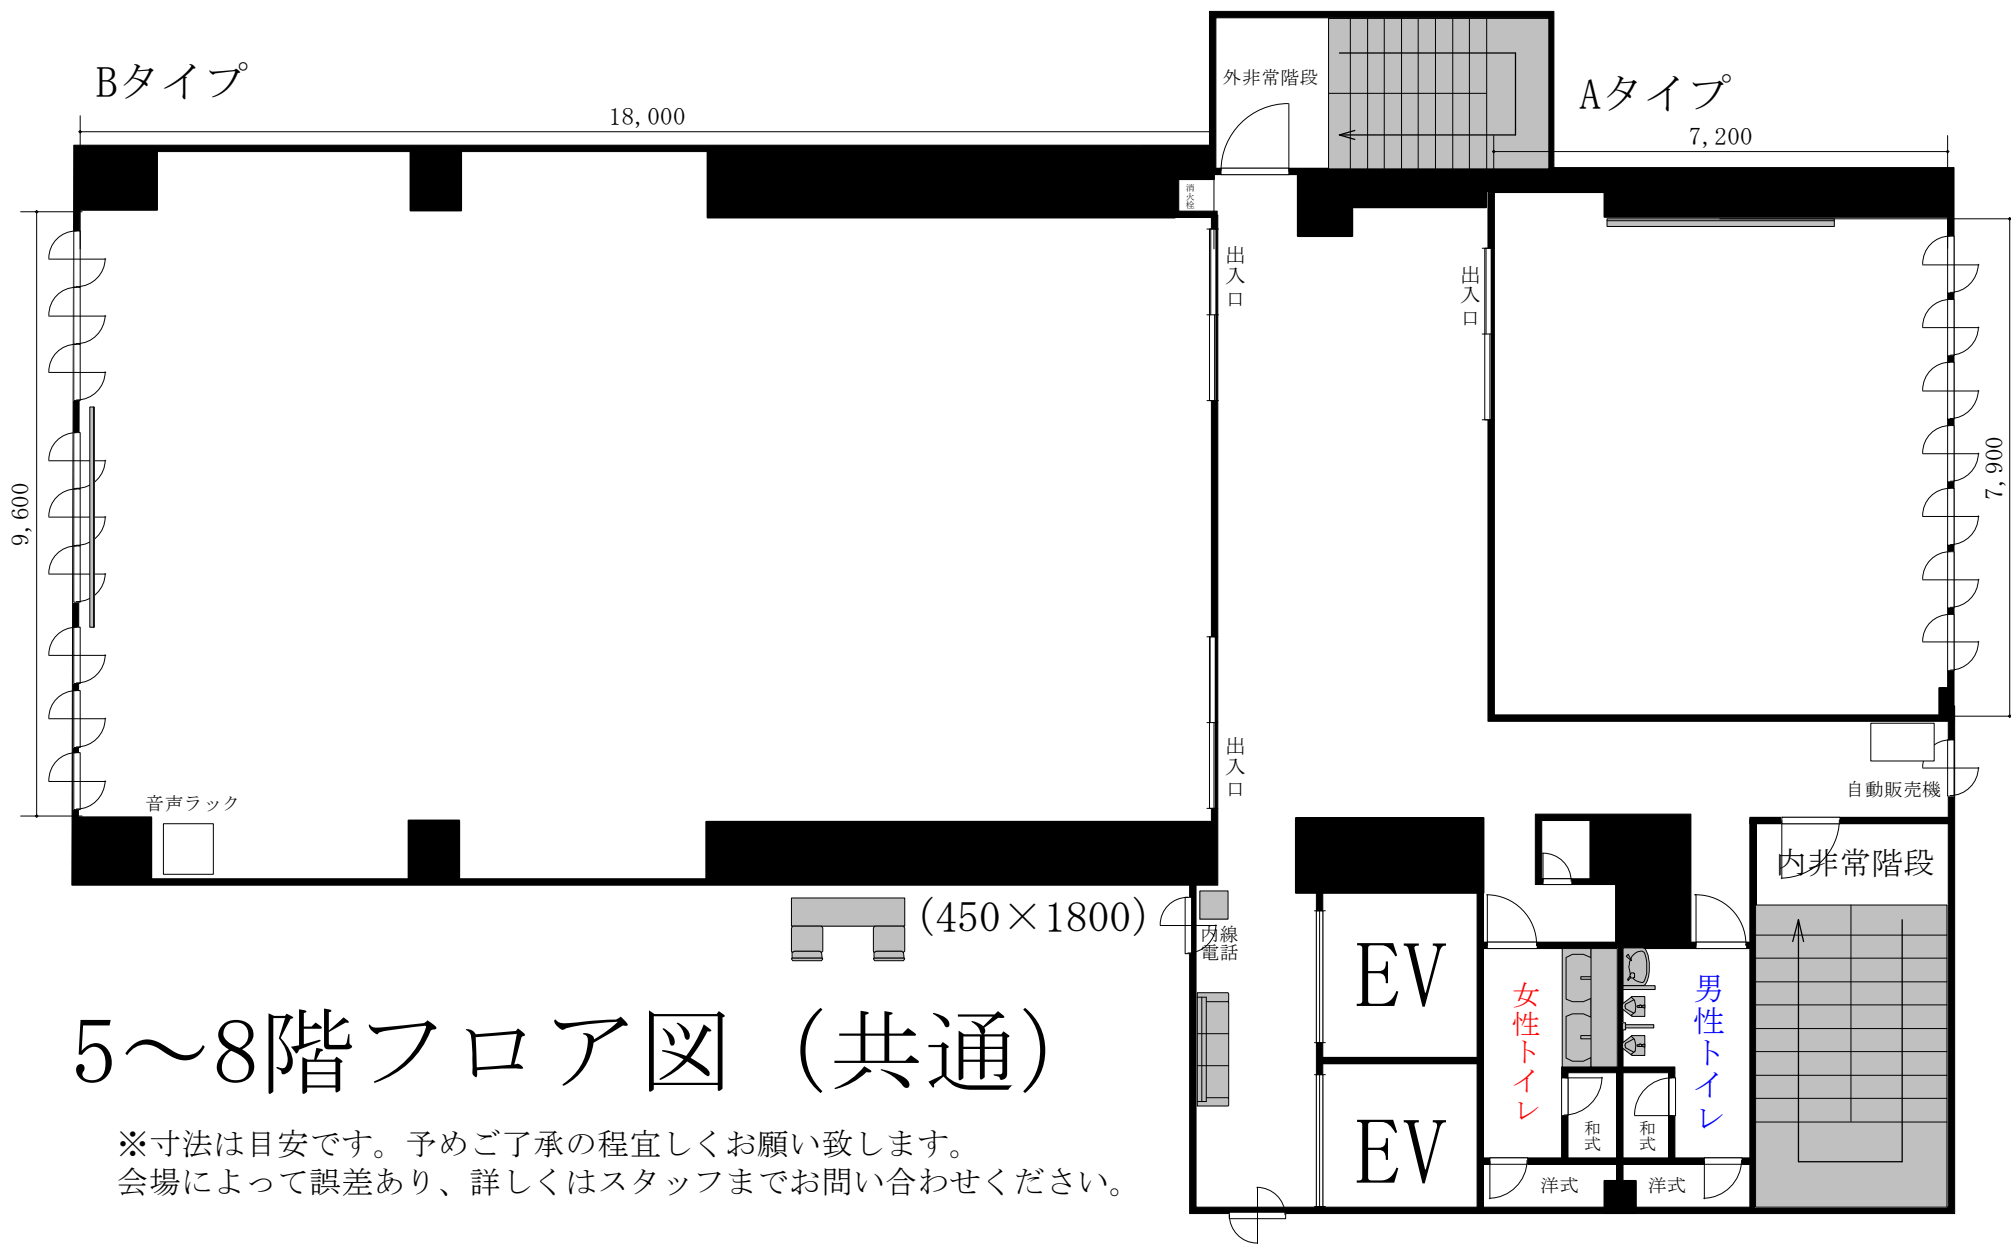 Bタイプ
18,000
外非常階段
Aタイプ
7,200
消火栓
出入口
出入口
9,600
7,900
出入口
音声ラック
自動販売機
内非常階段
(450×1800)
内線
電話
EV
女性トイレ
男性トイレ
5～8階フロア図（共通）
EV
和式
和式
※寸法は目安です。予めご了承の程宜しくお願い致します。
会場によって誤差あり、詳しくはスタッフまでお問い合わせください。
洋式
洋式